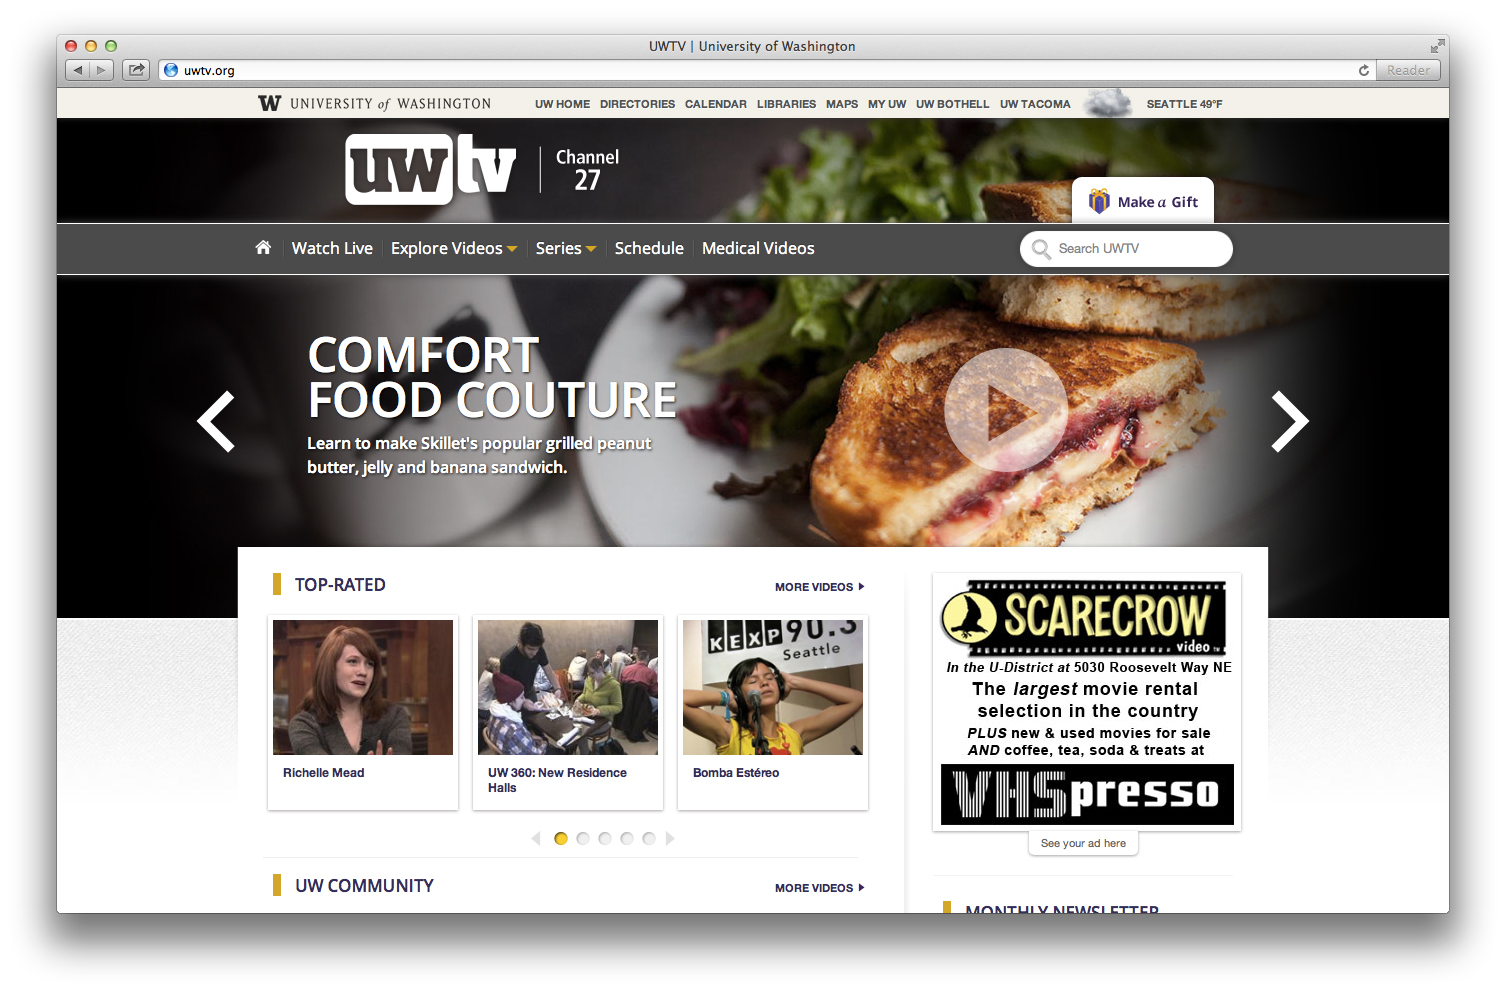 UWTV | University of Washington
uwtv.org
Reader
W UNIVERSITY of WASHINGTON
UW HOME DIRECTORIES CALENDAR LIBRARIES MAPS MY UW UW BOTHELL UW TACOMA SEATTLE 49°F
uwtv
Channel
27
Make a Gift
Watch Live Explore Videos Series Schedule Medical Videos
Search UWTV
COMFORT
FOOD COUTURE
Learn to make Skillet's popular grilled peanut
butter, jelly and banana sandwich.
TOP-RATED
MORE VIDEOS
KEXP 90.3
Seattle
Richelle Mead
UW 360: New Residence
Halls
Bomba Estéreo
UW COMMUNITY
MORE VIDEOS
SCARECROW
video™
In the U-District at 5030 Roosevelt Way NE
The largest movie rental
selection in the country
PLUS new & used movies for sale
AND coffee, tea, soda & treats at
VHSpresso
See your ad here
MONTHLY NEWSLETTER